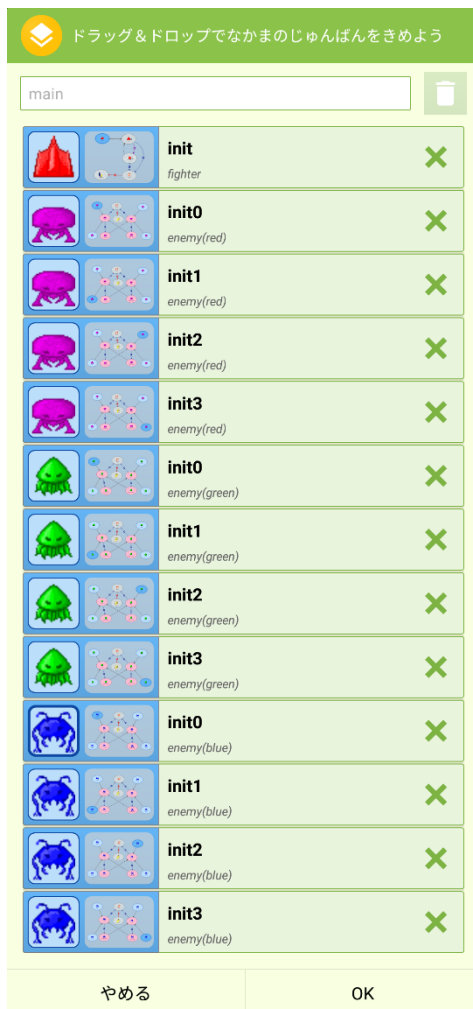 ドラッグ＆ドロップでなかまのじゅんばんをきめよう
main
init
fighter
init0
enemy(red)
init1
enemy(red)
init2
enemy(red)
init3
enemy(red)
init0
enemy(green)
init1
enemy(green)
init2
enemy(green)
init3
enemy(green)
init0
enemy(blue)
init1
enemy(blue)
init2
enemy(blue)
init3
enemy(blue)
やめる
OK